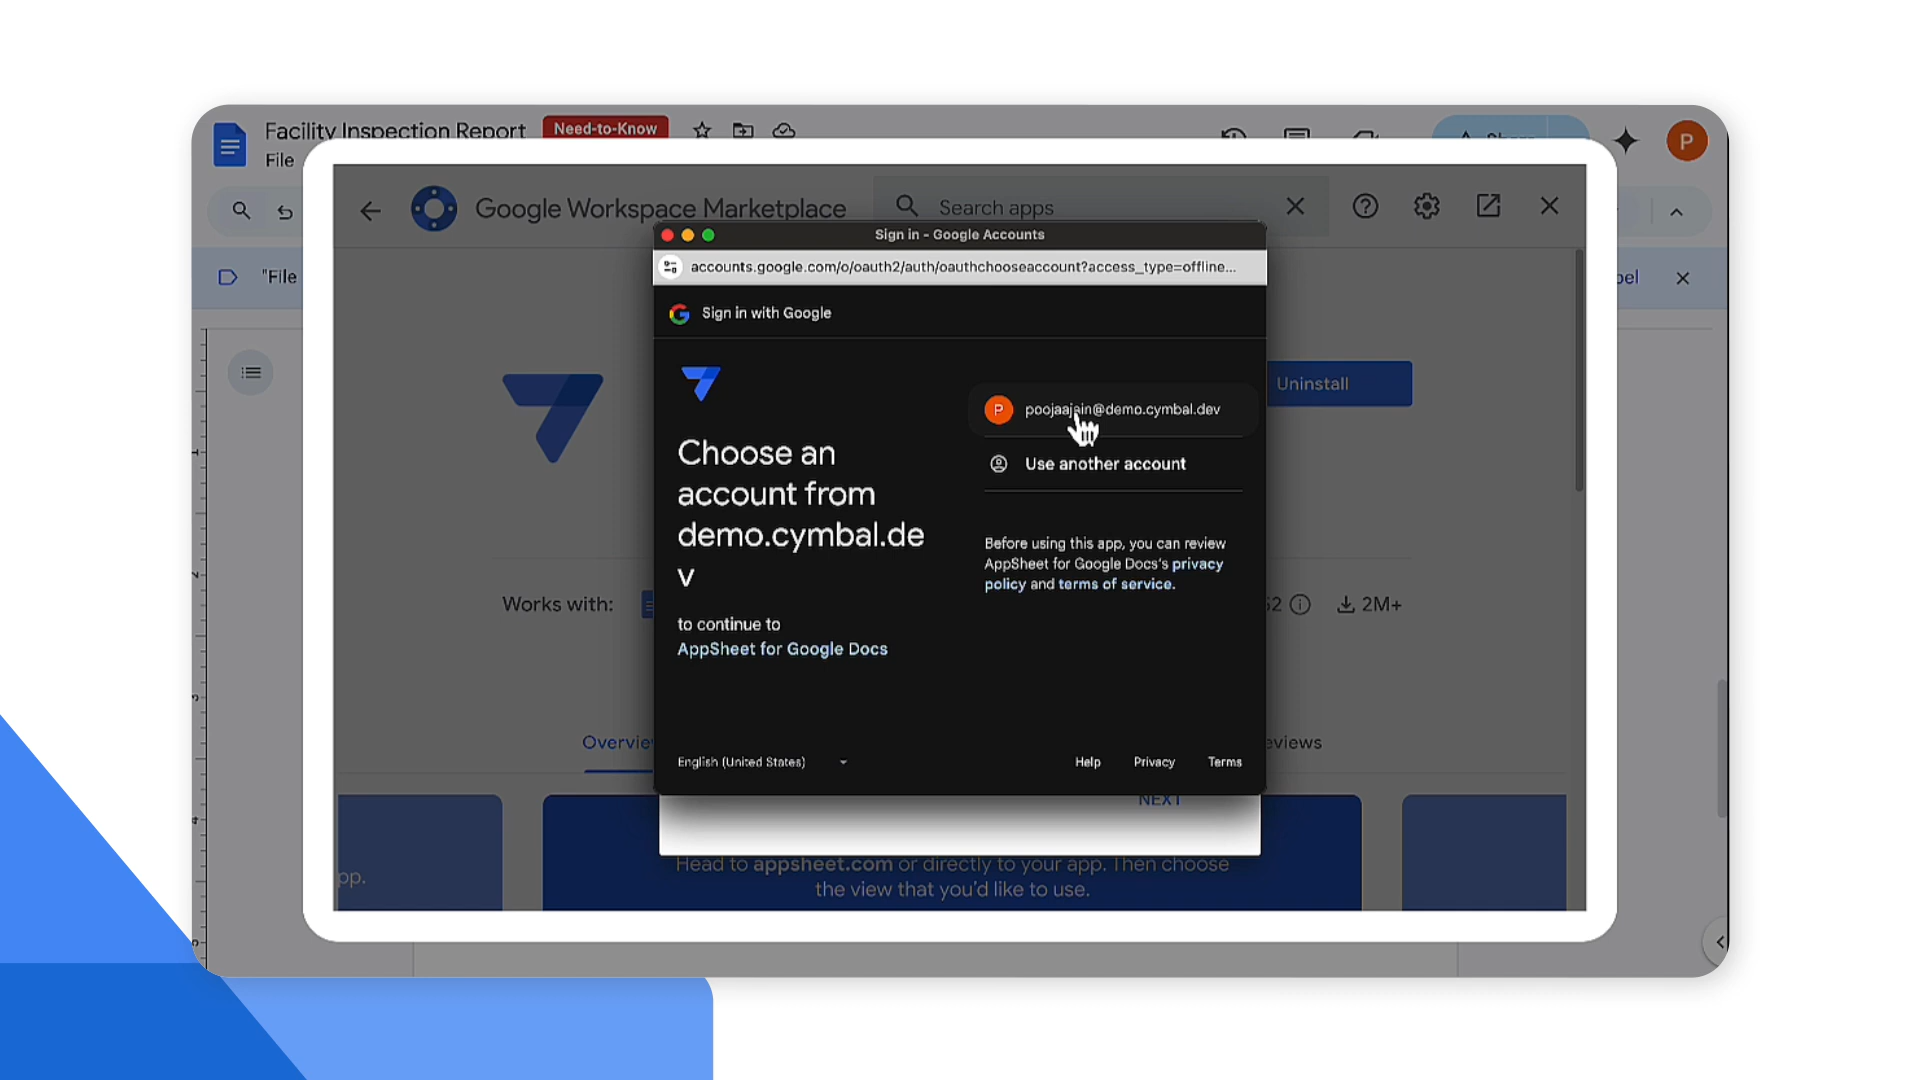 Facility Inspection Report
Need-to-Know
File
P
"File
Google Workspace Marketplace
Search apps
Sign in - Google Accounts
accounts.google.com/o/oauth2/auth/oauthchooseaccount?access_type=offline...
Sign in with Google
Choose an
account from
demo.cymbal.de
v
to continue to
AppSheet for Google Docs
P
poojaajain@demo.cymbal.dev
Use another account
Before using this app, you can review
AppSheet for Google Docs's privacy
policy and terms of service.
English (United States)
Help
Privacy
Terms
Uninstall
Works with:
2M+
NEXT
pp.
Head to appsheet.com or directly to your app. Then choose
the view that you'd like to use.
1
2
3
4